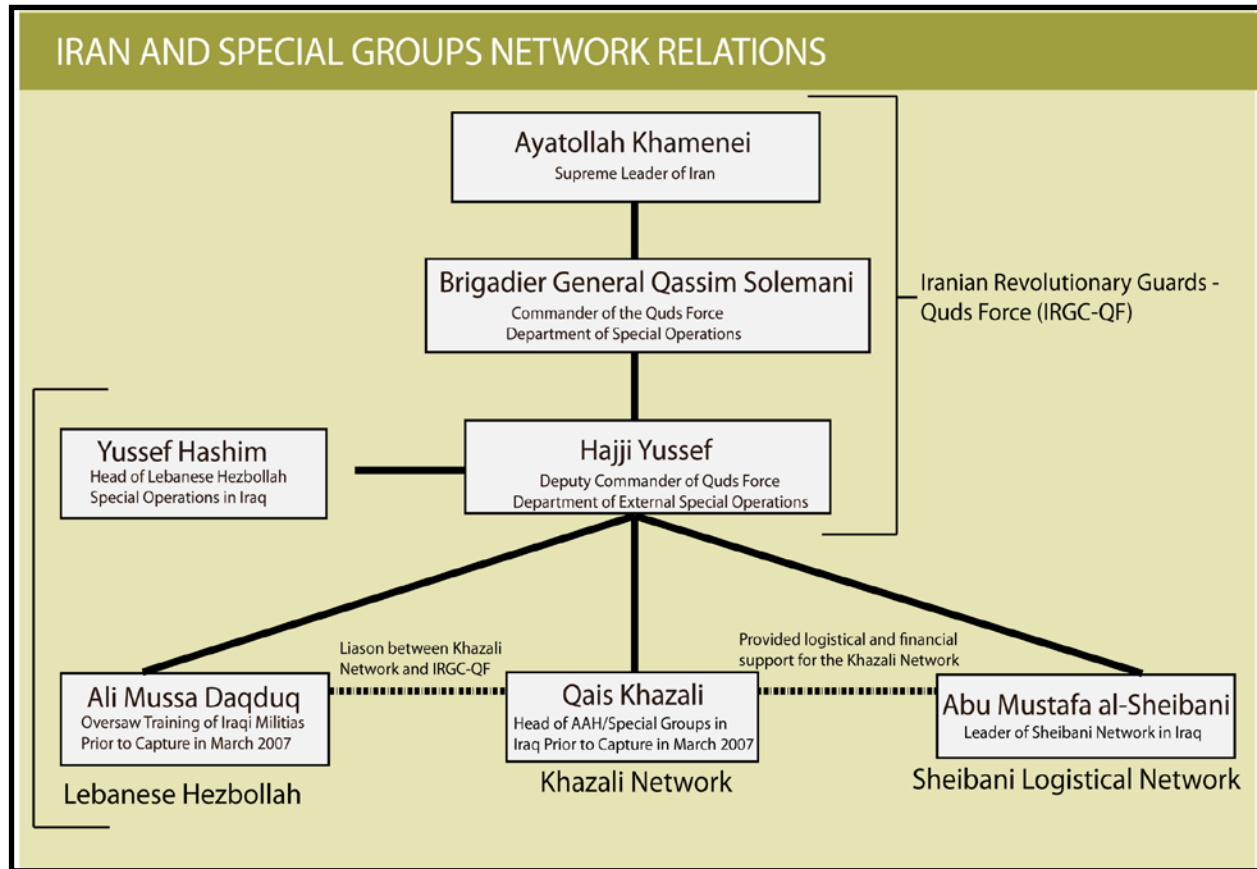 IRAN AND SPECIAL GROUPS NETWORK RELATIONS
Ayatollah Khamenei
Supreme Leader of Iran
Brigadier General Qassim Solemani
Commander of the Quds Force
Department of Special Operations
Iranian Revolutionary Guards -
Quds Force (IRGC-QF)
Yussef Hashim
Head of Lebanese Hezbollah
Special Operations in Iraq
Hajji Yussef
Deputy Commander of Quds Force
Department of External Special Operations
Liason between Khazali
Network and IRGC-QF
Provided logistical and financial
support for the Khazali Network
Ali Mussa Daqduq
Oversaw Training of Iraqi Militias
Prior to Capture in March 2007
Qais Khazali
Head of AAH/Special Groups in
Iraq Prior to Capture in March 2007
Abu Mustafa al-Sheibani
Leader of Sheibani Network in Iraq
Lebanese Hezbollah
Khazali Network
Sheibani Logistical Network